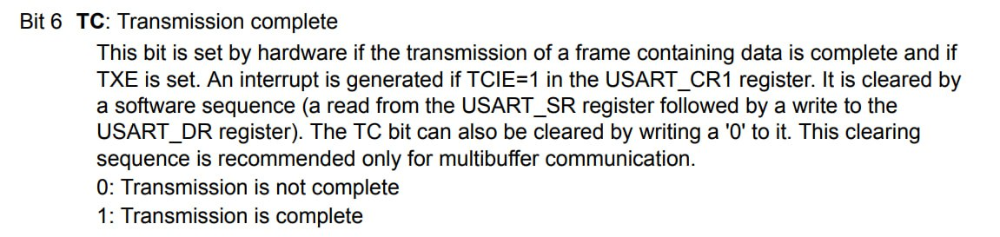 Bit 6 TC: Transmission complete
This bit is set by hardware if the transmission of a frame containing data is complete and if
TXE is set. An interrupt is generated if TCIE=1 in the USART_CR1 register. It is cleared by
a software sequence (a read from the USART_SR register followed by a write to the
USART_DR register). The TC bit can also be cleared by writing a '0' to it. This clearing
sequence is recommended only for multibuffer communication.
0: Transmission is not complete
1: Transmission is complete